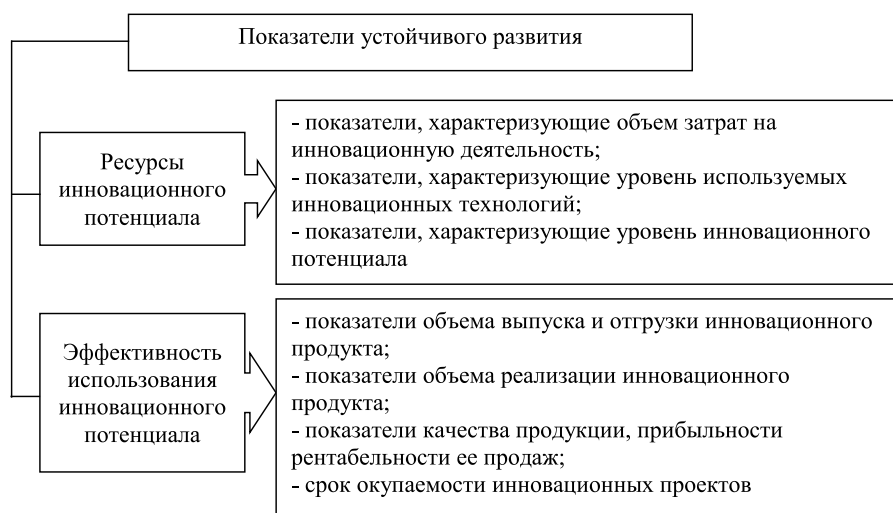 Показатели устойчивого развития
Ресурсы
инновационного
потенциала
- показатели, характеризующие объем затрат на
инновационную деятельность;
- показатели, характеризующие уровень используемых
инновационных технологий;
- показатели, характеризующие уровень инновационного
потенциала
Эффективность
использования
инновационного
потенциала
- показатели объема выпуска и отгрузки инновационного
продукта;
- показатели объема реализации инновационного
продукта;
- показатели качества продукции, прибыльности
рентабельности ее продаж;
- срок окупаемости инновационных проектов